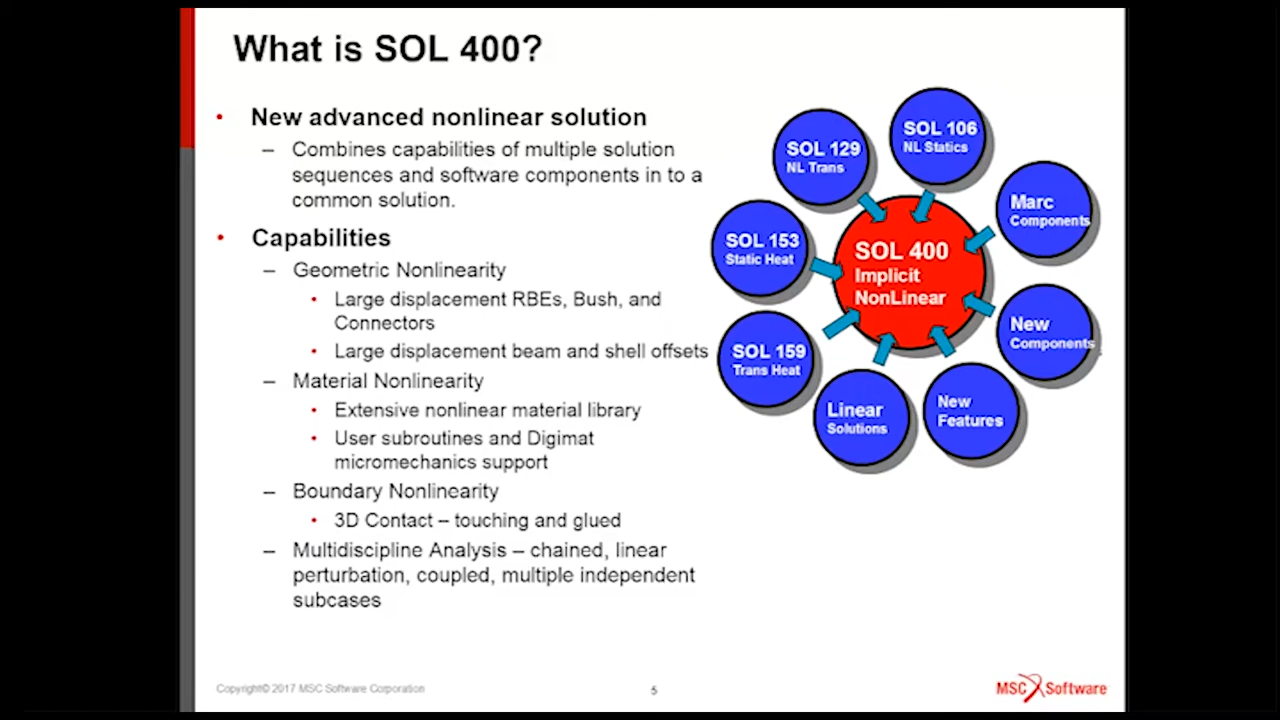 What is SOL 400?
• New advanced nonlinear solution
– Combines capabilities of multiple solution
sequences and software components in to a
common solution.
• Capabilities
– Geometric Nonlinearity
• Large displacement RBEs, Bush, and
Connectors
• Large displacement beam and shell offsets
– Material Nonlinearity
• Extensive nonlinear material library
• User subroutines and Digimat
micromechanics support
– Boundary Nonlinearity
• 3D Contact – touching and glued
– Multidiscipline Analysis – chained, linear
perturbation, coupled, multiple independent
subcases
SOL 129
NL Trans
SOL 106
NL Statics
Marc
Components
SOL 153
Static Heat
SOL 400
Implicit
NonLinear
New
Components
SOL 159
Trans Heat
Linear
Solutions
New
Features
Copyright© 2017 MSC Software Corporation
5
MSC Software